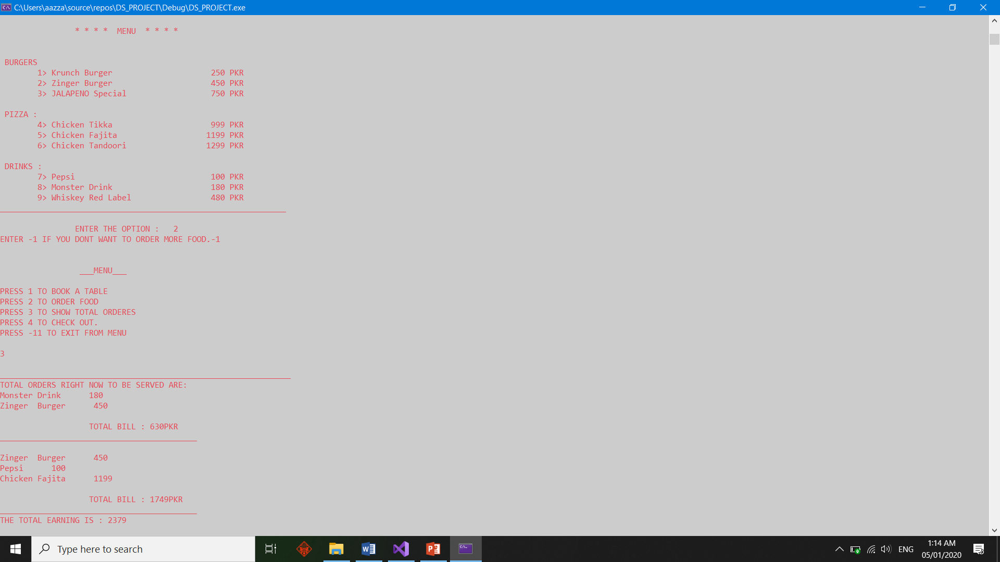 C:\Users\aazza\source\repos\DS_PROJECT\Debug\DS_PROJECT.exe
* * * *  MENU  * * * *
BURGERS
1> Krunch Burger 250 PKR
2> Zinger Burger 450 PKR
3> JALAPENO Special 750 PKR
PIZZA :
4> Chicken Tikka 999 PKR
5> Chicken Fajita 1199 PKR
6> Chicken Tandoori 1299 PKR
DRINKS :
7> Pepsi 100 PKR
8> Monster Drink 180 PKR
9> Whiskey Red Label 480 PKR
ENTER THE OPTION : 2
ENTER -1 IF YOU DONT WANT TO ORDER MORE FOOD.-1
___MENU___
PRESS 1 TO BOOK A TABLE
PRESS 2 TO ORDER FOOD
PRESS 3 TO SHOW TOTAL ORDERES
PRESS 4 TO CHECK OUT.
PRESS -11 TO EXIT FROM MENU
3
TOTAL ORDERS RIGHT NOW TO BE SERVED ARE:
Monster Drink 180
Zinger Burger 450
TOTAL BILL : 630PKR
Zinger Burger 450
Pepsi 100
Chicken Fajita 1199
TOTAL BILL : 1749PKR
THE TOTAL EARNING IS : 2379
Type here to search
ENG
1:14 AM
05/01/2020